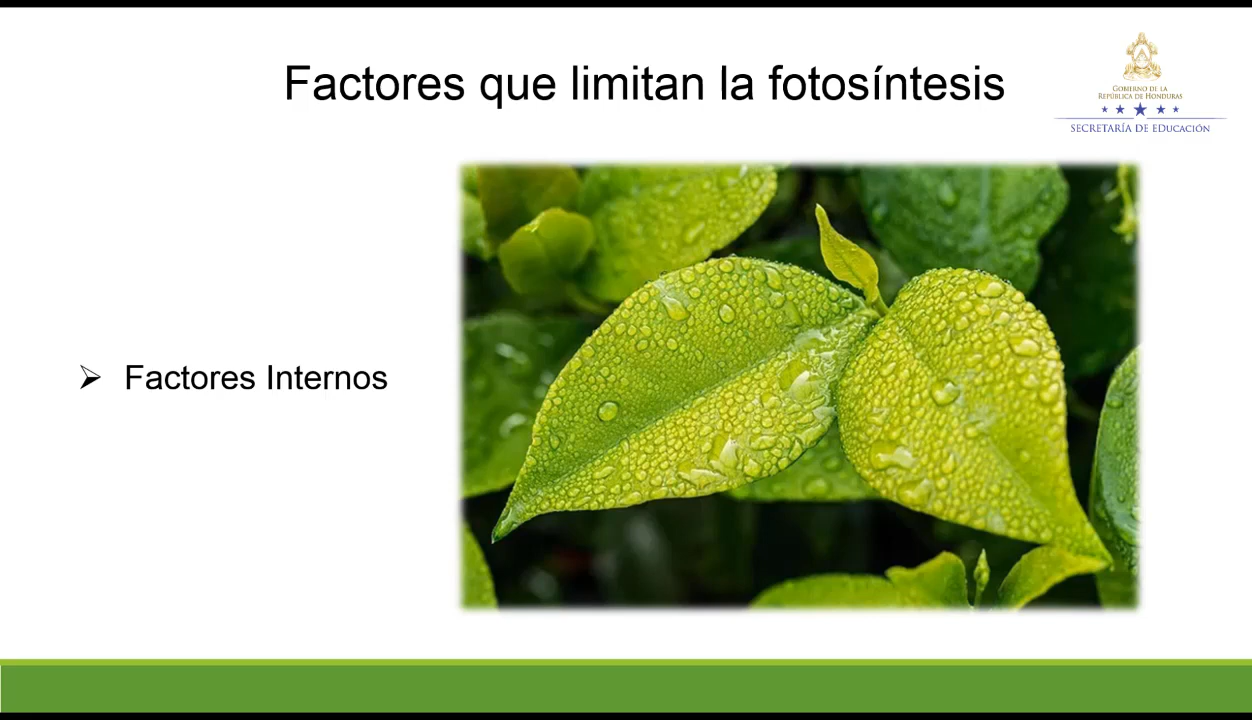 Factores que limitan la fotosíntesis
GOBIERNO DE LA
REPÚBLICA DE HONDURAS
SECRETARÍA DE EDUCACIÓN
➢ Factores Internos